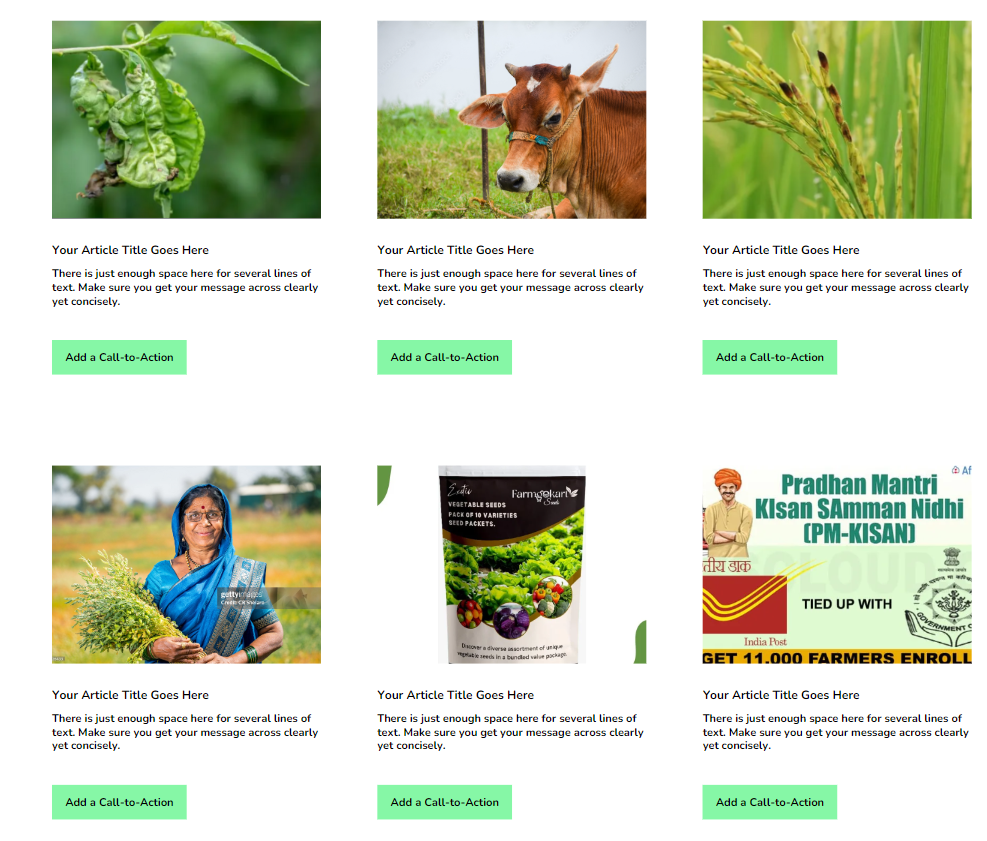 Your Article Title Goes Here
There is just enough space here for several lines of
text. Make sure you get your message across clearly
yet concisely.
Add a Call-to-Action
Your Article Title Goes Here
There is just enough space here for several lines of
text. Make sure you get your message across clearly
yet concisely.
Add a Call-to-Action
Your Article Title Goes Here
There is just enough space here for several lines of
text. Make sure you get your message across clearly
yet concisely.
Add a Call-to-Action
gettyimages
Your Article Title Goes Here
There is just enough space here for several lines of
text. Make sure you get your message across clearly
yet concisely.
Add a Call-to-Action
Exotic
Farmgokart
Seeds
VEGETABLE SEEDS
PACK OF 10 VARIETIES
SEED PACKETS.
Discover a diverse assortment of unique
vegetable seeds in a bundled value package.
Your Article Title Goes Here
There is just enough space here for several lines of
text. Make sure you get your message across clearly
yet concisely.
Add a Call-to-Action
Af
Pradhan Mantri
KIsan SAmman Nidhi
(PM-KISAN)
तीय डाक
India Post
TIED UP WITH
GOVERNMENT
GET 11,000 FARMERS ENROLL
Your Article Title Goes Here
There is just enough space here for several lines of
text. Make sure you get your message across clearly
yet concisely.
Add a Call-to-Action